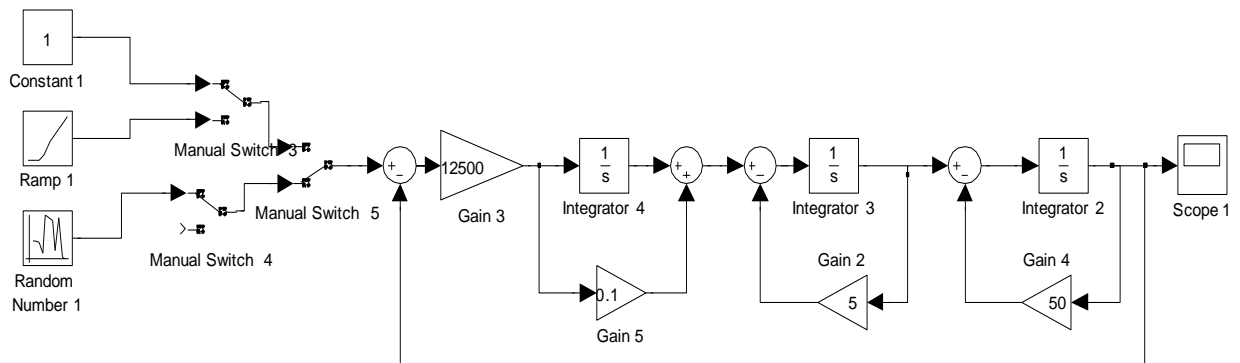 1
Constant 1
Ramp 1
Random
Number 1
Manual Switch 3
Manual Switch 4
Manual Switch 5
+
−
12500
Gain 3
1
s
Integrator 4
0.1
Gain 5
+
+
+
−
1
s
Integrator 3
Gain 2
5
+
−
1
s
Integrator 2
Gain 4
50
Scope 1